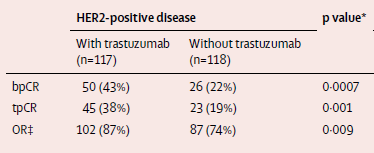 HER2-positive disease p value*
With trastuzumab Without trastuzumab
(n=117) (n=118)
bpCR 50 (43%) 26 (22%) 0·0007
tpCR 45 (38%) 23 (19%) 0·001
OR‡ 102 (87%) 87 (74%) 0·009